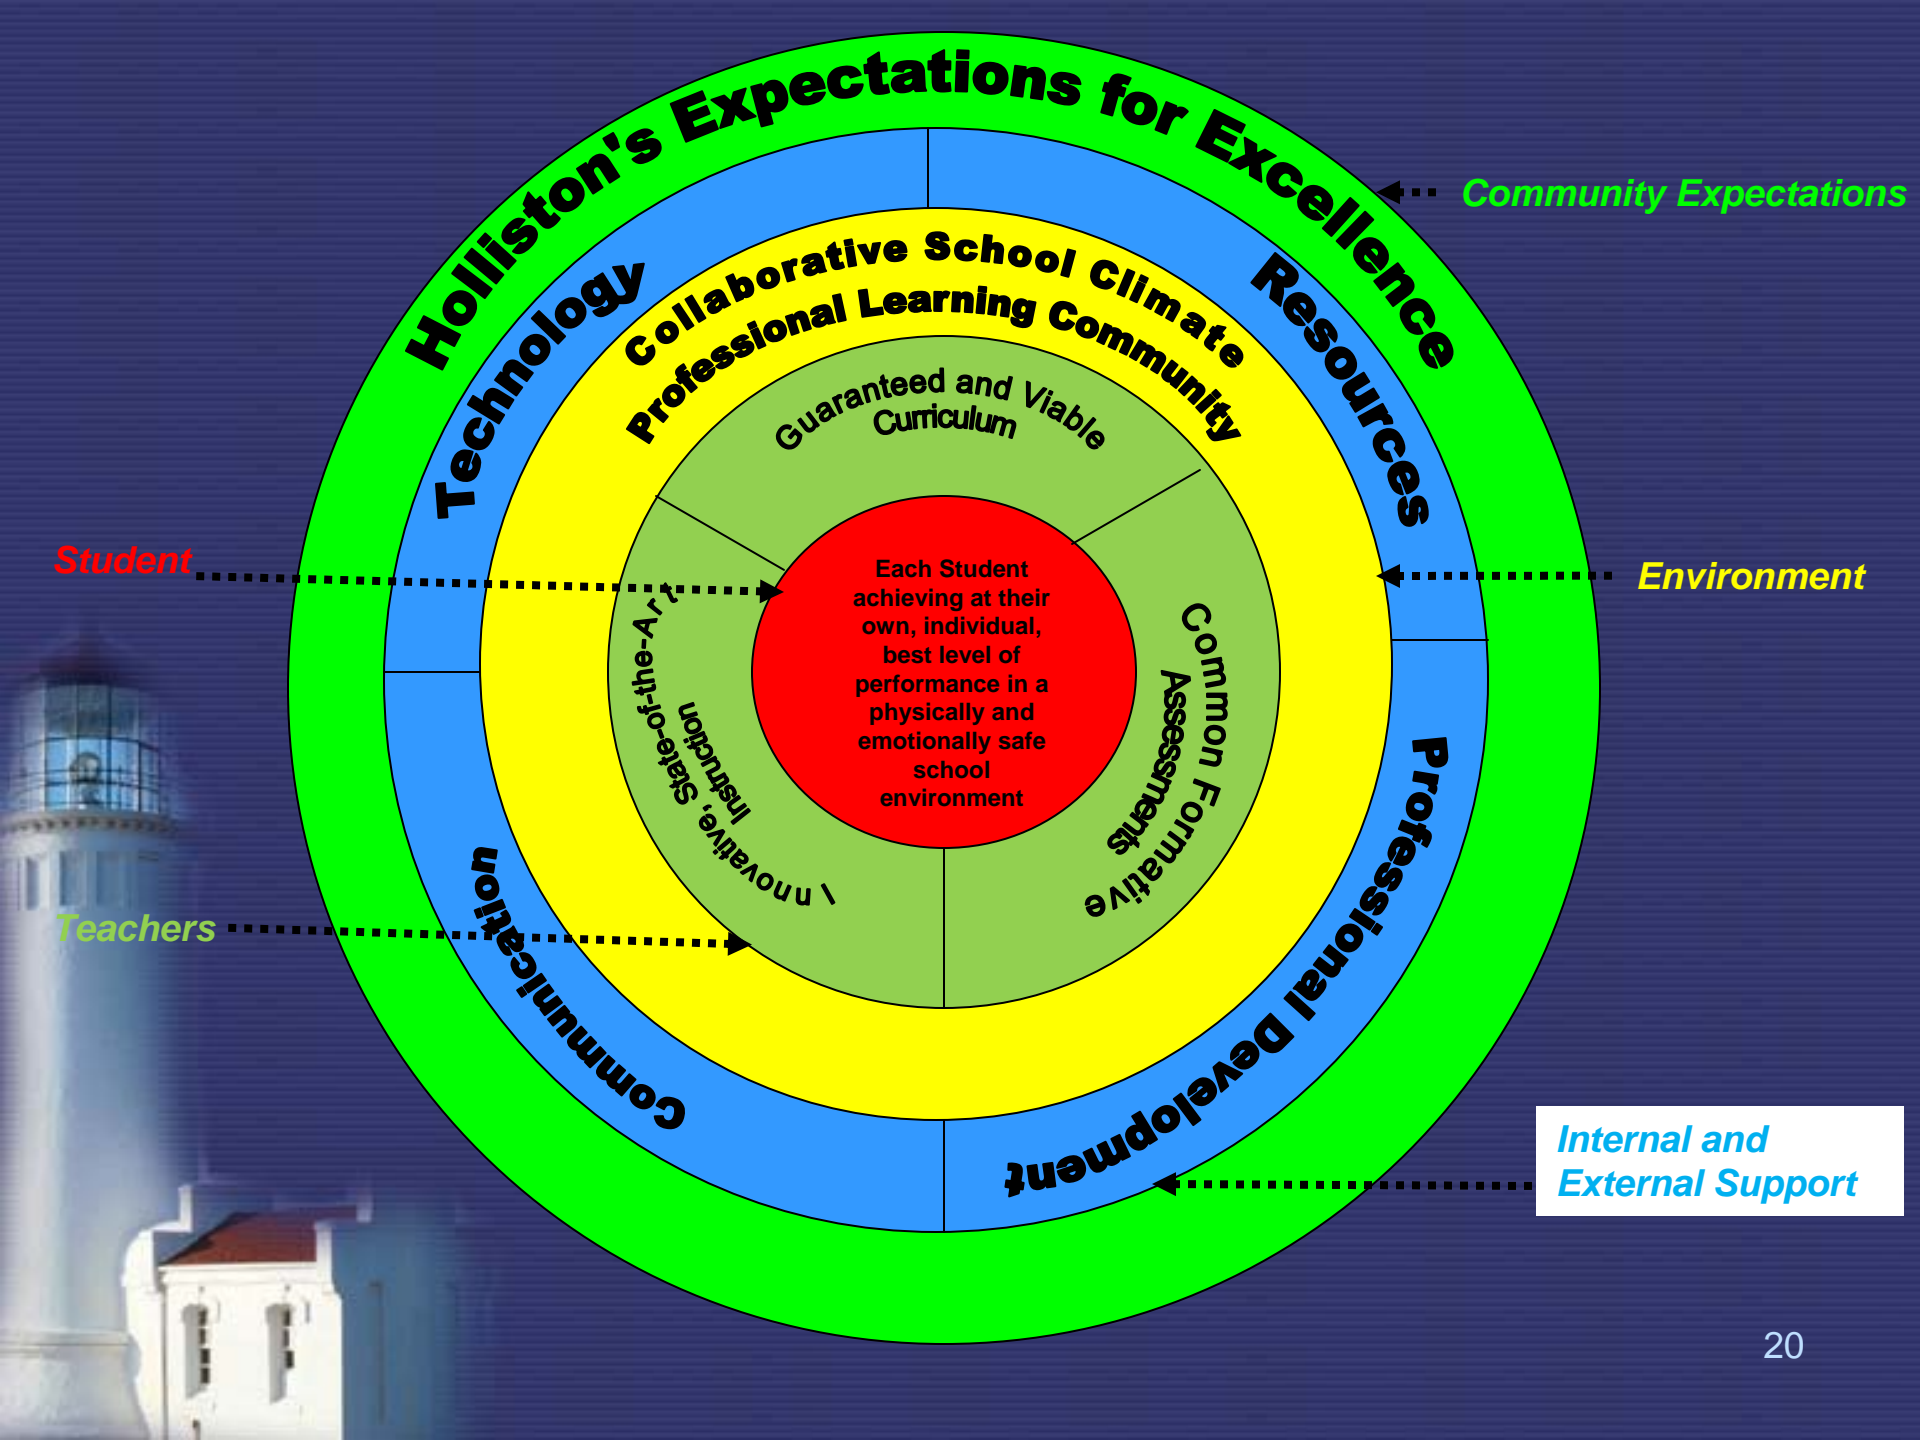 Holliston's Expectations for Excellence
Community Expectations
Technology
Resources
Collaborative School Climate
Professional Learning Community
Guaranteed and Viable
Curriculum
Student
Environment
Each Student
achieving at their
own, individual,
best level of
performance in a
physically and
emotionally safe
school
environment
Innovative, State-of-the-Art
Instruction
Common Formative
Assessments
Teachers
Communication
Professional Development
Internal and
External Support
20